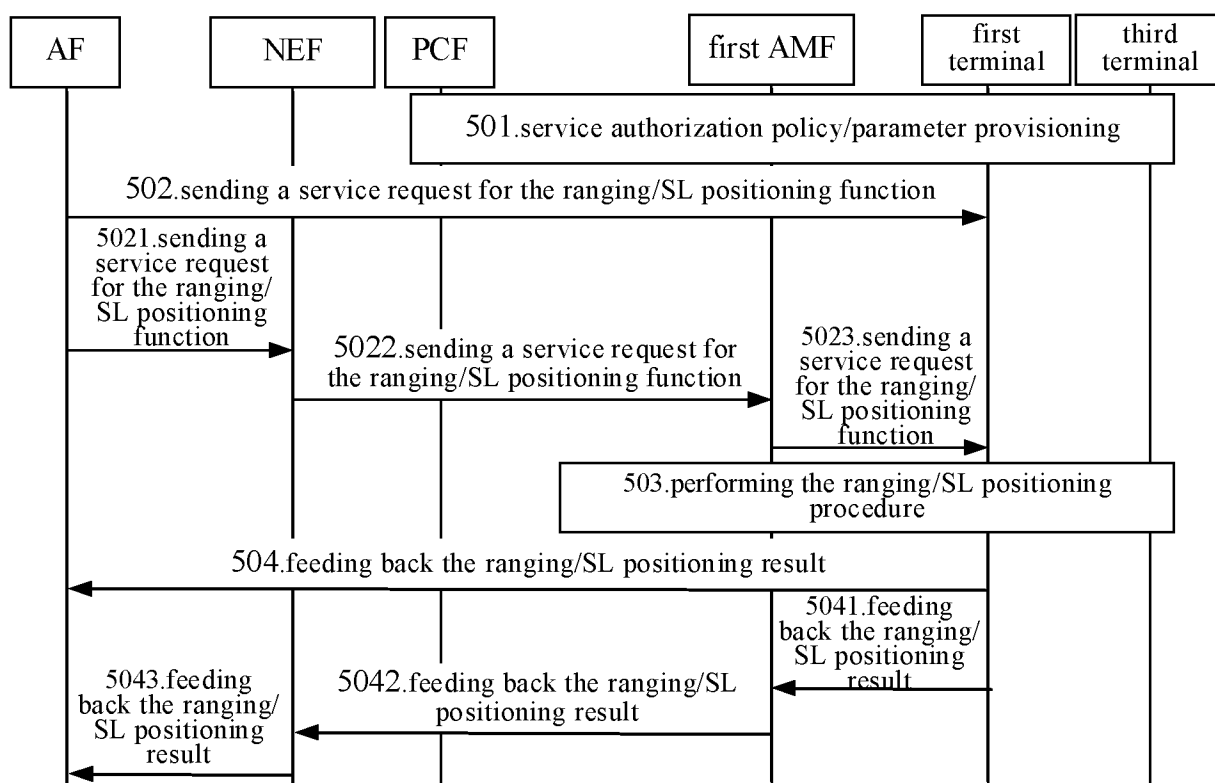 AF
NEF
PCF
first AMF
first
terminal
third
terminal
501.service authorization policy/parameter provisioning
502.sending a service request for the ranging/SL positioning function
5021.sending a
service request
for the ranging/
SL positioning
function
5022.sending a service request for
the ranging/SL positioning function
5023.sending a
service request
for the ranging/
SL positioning
function
503.performing the ranging/SL positioning
procedure
504.feeding back the ranging/SL positioning result
5041.feeding
back the ranging/
SL positioning
result
5042.feeding back the ranging/SL
positioning result
5043.feeding
back the ranging/
SL positioning
result